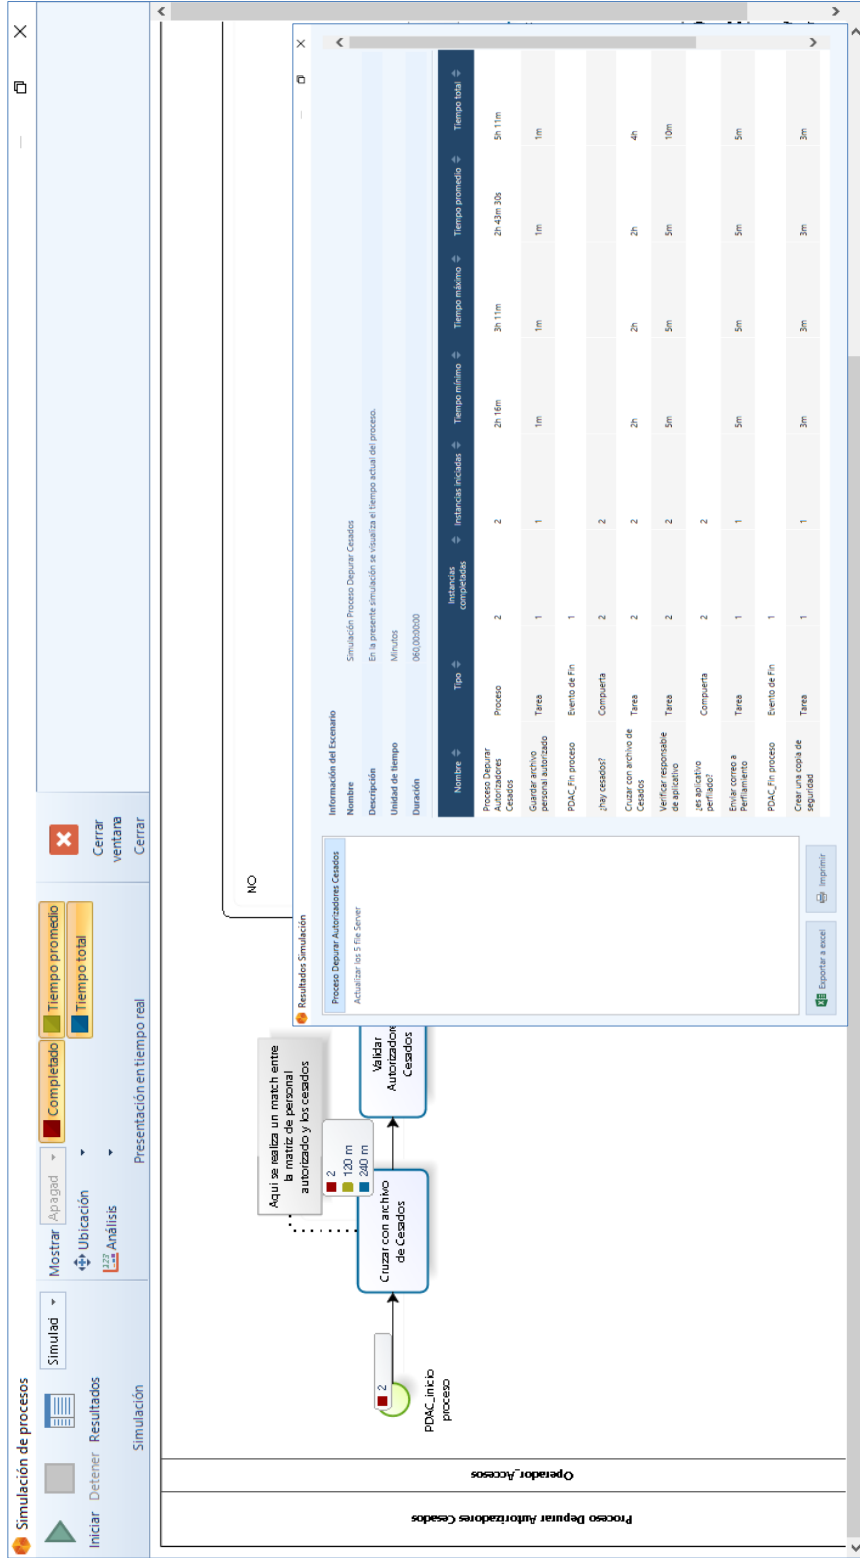 Simulación de procesos
Iniciar Detener Resultados
Simulad
Simulación
Mostrar Apagad
Ubicación
Análisis
Completado Tiempo promedio
Tiempo total
Presentación en tiempo real
Cerrar ventana
Cerrar
Proceso Depurar Autorizadores Cesados
Operador_Accesos
PDAC_inicio
proceso
2
Cruzar con archivo
de Cesados
2
120 m
240 m
Aquí se realiza un match entre
la matriz de personal
autorizado y los cesados
Validar
Autorizadore
Cesados
NO
Resultados Simulación
Proceso Depurar Autorizadores Cesados
Actualizar los 5 file Server
Exportar a excel Imprimir
Información del Escenario
Nombre Simulación Proceso Depurar Cesados
Descripción En la presente simulación se visualiza el tiempo actual del proceso.
Unidad de tiempo Minutos
Duración 060,00:00:00
Nombre Tipo Instancias completadas Instancias iniciadas Tiempo mínimo Tiempo máximo Tiempo promedio Tiempo total
Proceso Depurar Autorizadores Cesados Proceso 2 2 2h 16m 3h 11m 2h 43m 30s 5h 11m
Guardar archivo personal autorizado Tarea 1 1 1m 1m 1m 1m
PDAC_Fin proceso Evento de Fin 1
¿hay cesados? Compuerta 2 2
Cruzar con archivo de Cesados Tarea 2 2 2h 2h 2h 4h
Verificar responsable de aplicativo Tarea 2 2 5m 5m 5m 10m
¿es aplicativo perfilado? Compuerta 2 2
Enviar correo a Perfilamiento Tarea 1 1 5m 5m 5m 5m
PDAC_Fin proceso Evento de Fin 1
Crear una copia de seguridad Tarea 1 1 3m 3m 3m 3m